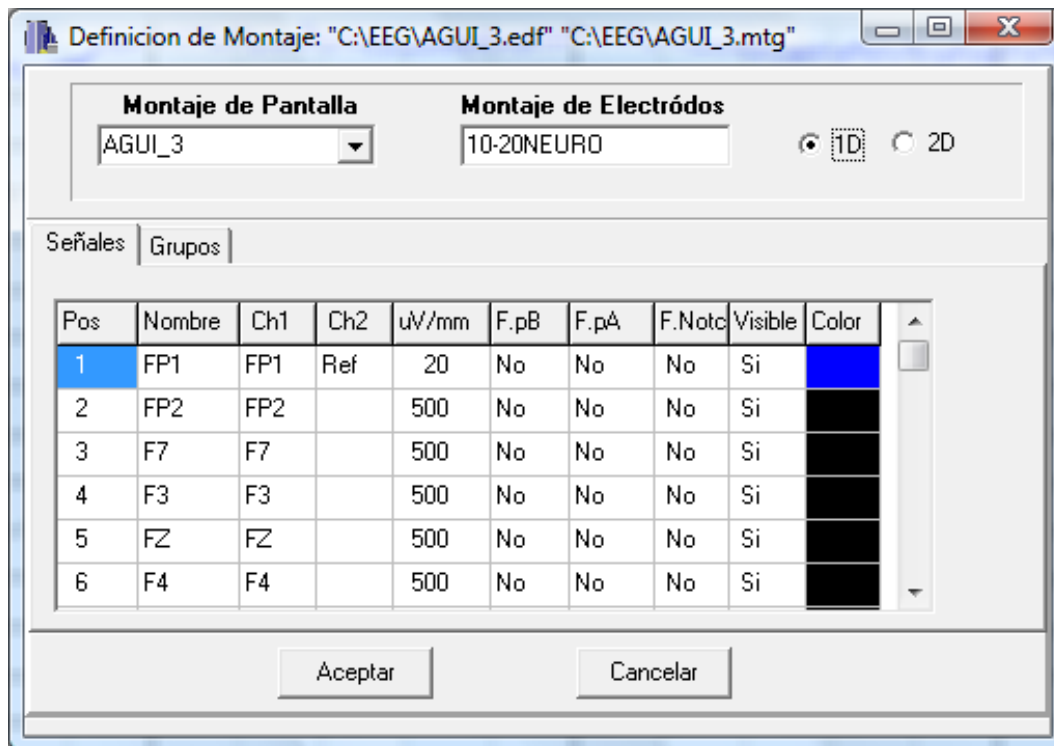 Definicion de Montaje: "C:\EEG\AGUI_3.edf" "C:\EEG\AGUI_3.mtg"
Montaje de Pantalla Montaje de Electródos
AGUI_3 10-20NEURO 1D 2D
Señales Grupos
Pos Nombre Ch1 Ch2 uV/mm F.pB F.pA F.Notc Visible Color
1 FP1 FP1 Ref 20 No No No Si
2 FP2 FP2 500 No No No Si
3 F7 F7 500 No No No Si
4 F3 F3 500 No No No Si
5 FZ FZ 500 No No No Si
6 F4 F4 500 No No No Si
Aceptar Cancelar